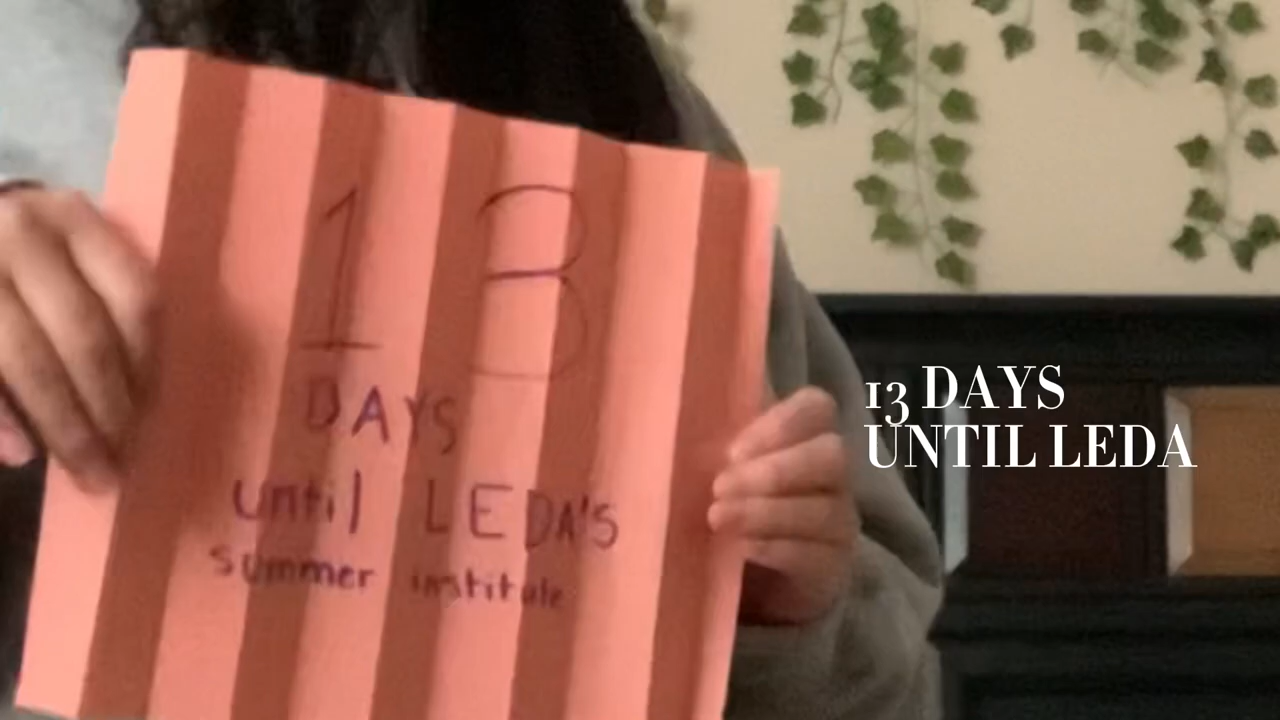 13
DAYS
until LEDA'S
summer institute
13 DAYS
UNTIL LEDA